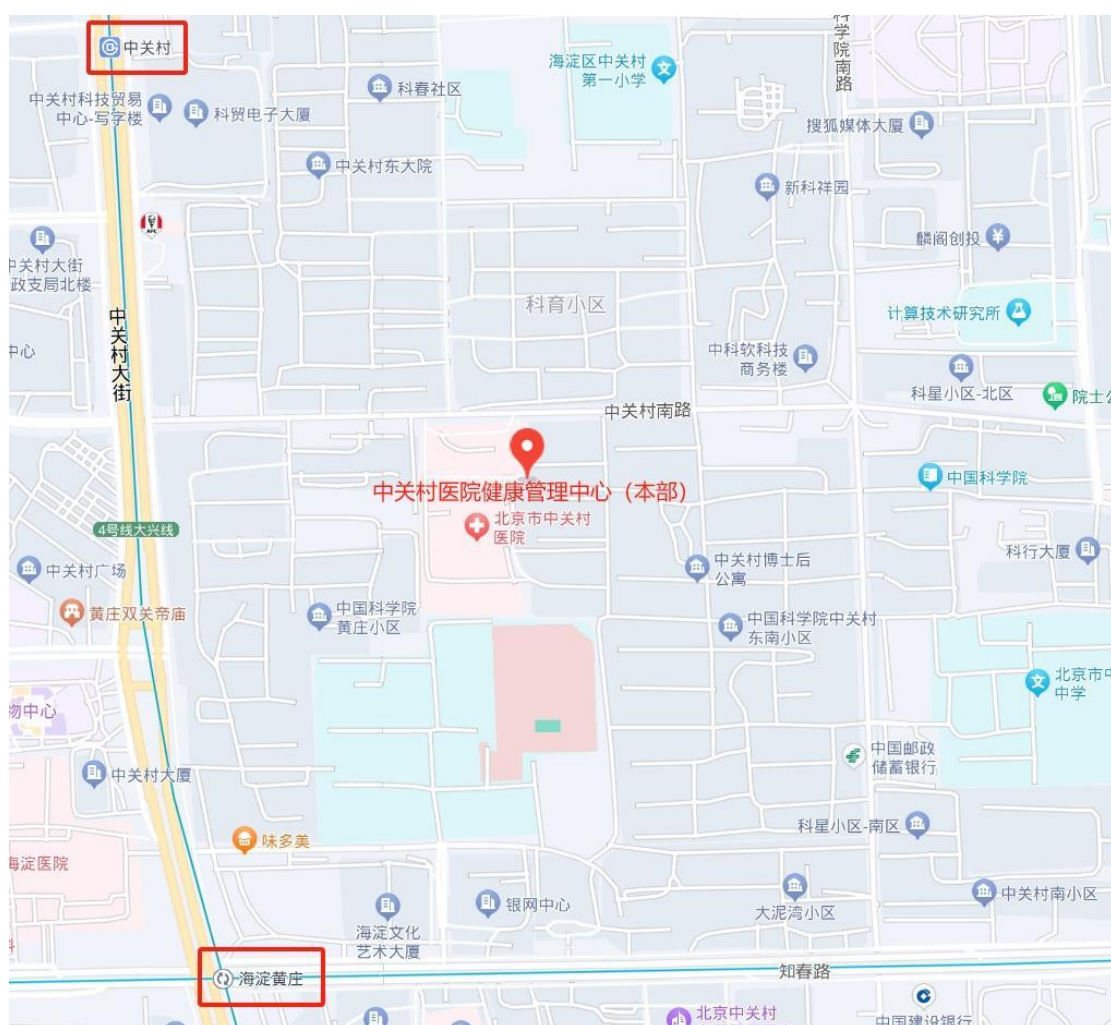 中关村
科学院南路
海淀区中关村
第一小学
中关村科技贸易
中心-写字楼
科贸电子大厦
科春社区
搜狐媒体大厦
中关村东大院
新科祥园
KFC
中关村大街
政支局北楼
麟阁创投
科育小区
中关村大街
计算技术研究所
中心
中科软科技
商务楼
科星小区-北区
院士公
中关村南路
中关村医院健康管理中心（本部）
中国科学院
北京市中关村
医院
4号线大兴线
科行大厦
中关村广场
中关村博士后
公寓
黄庄双关帝庙
中国科学院
黄庄小区
中国科学院中关村
东南小区
北京市中
中学
物中心
中国邮政
储蓄银行
中关村大厦
科星小区-南区
味多美
海淀医院
大泥湾小区
中关村南小区
银网中心
海淀文化
艺术大厦
海淀黄庄
知春路
北京中关村
中国建设银行